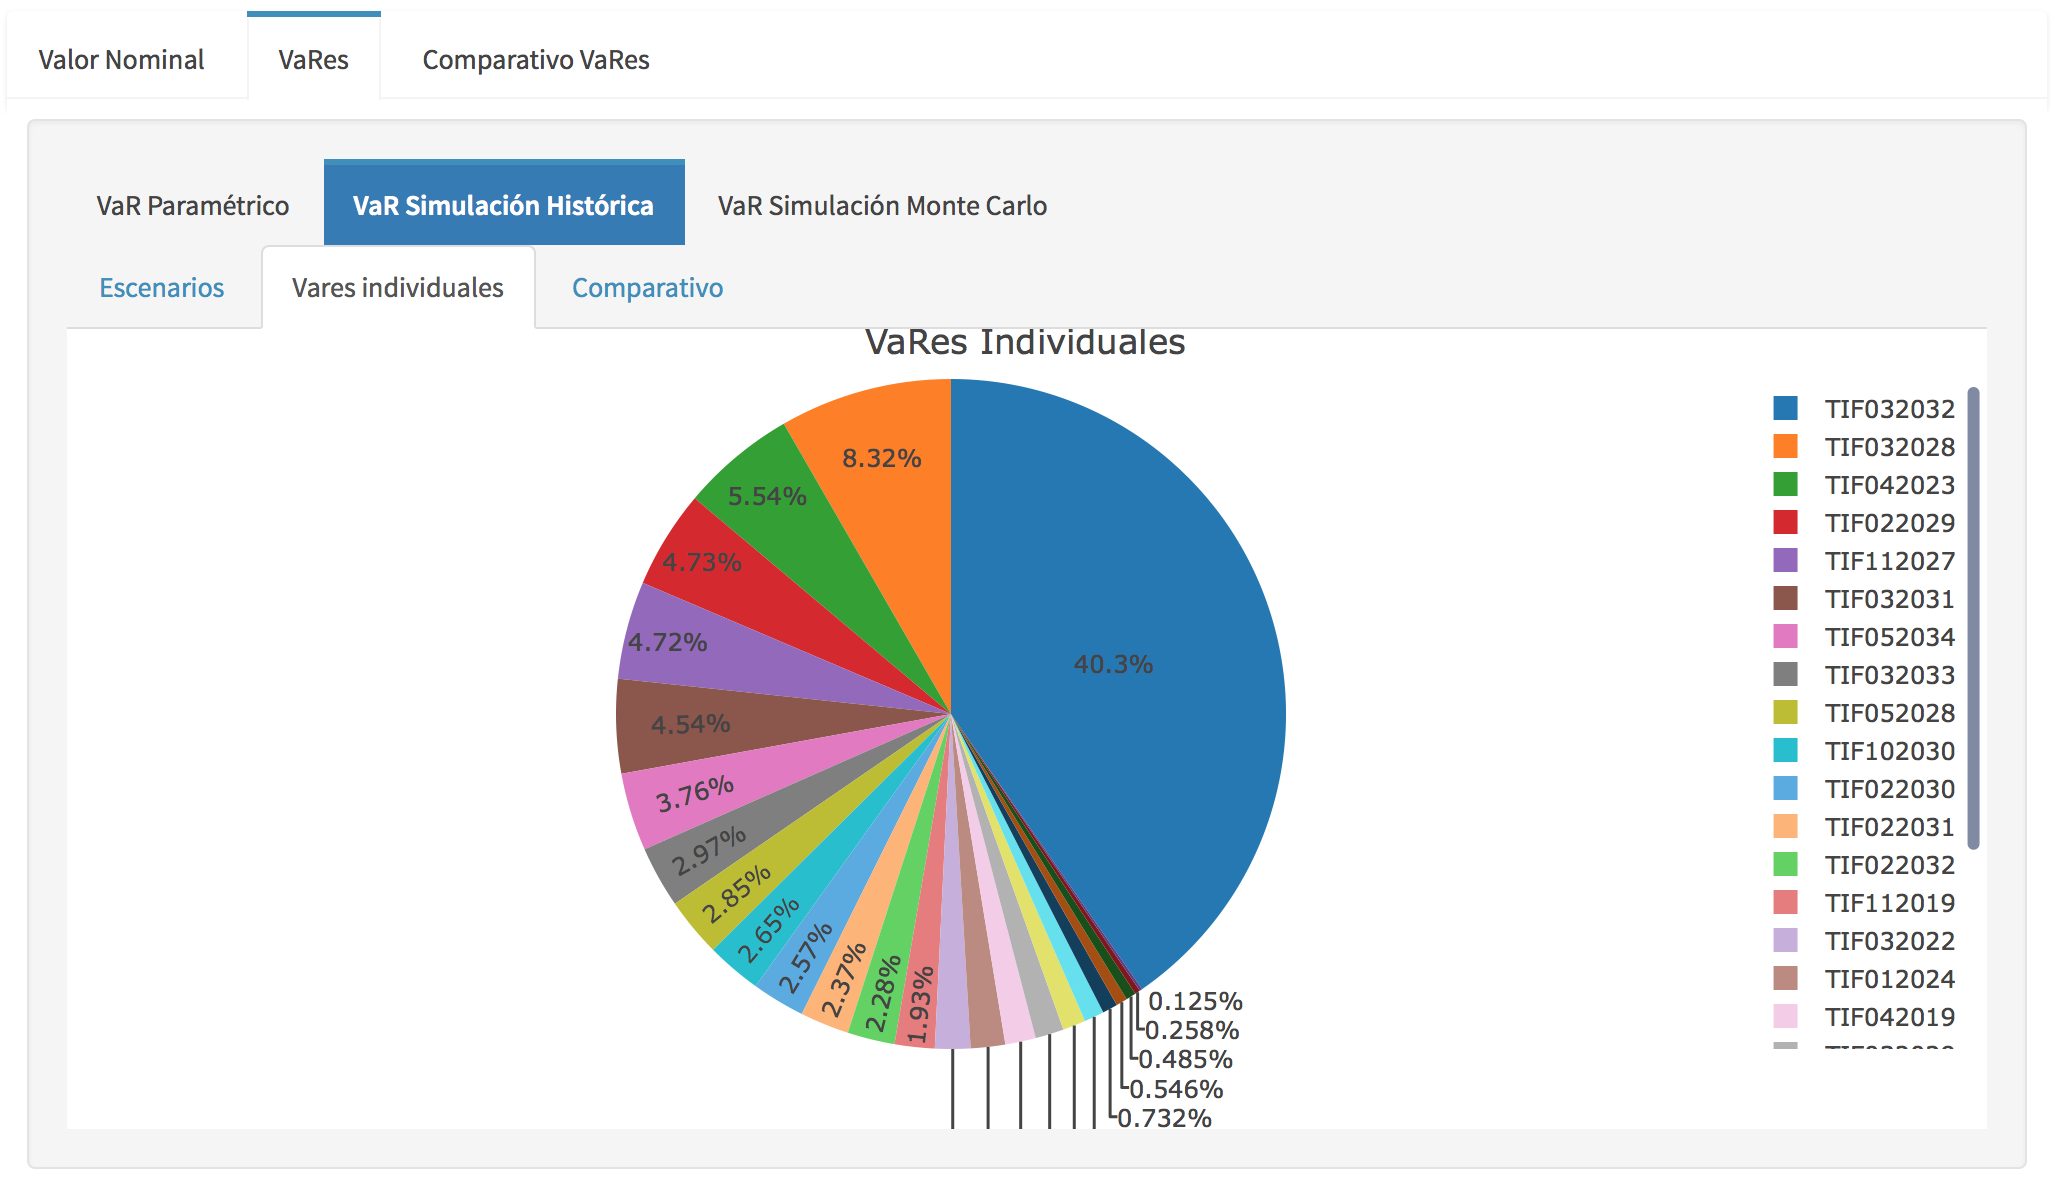 Valor Nominal VaRes Comparativo VaRes
VaR Paramétrico VaR Simulación Histórica VaR Simulación Monte Carlo
Escenarios Vares individuales Comparativo
VaRes Individuales
40.3%
8.32%
5.54%
4.73%
4.72%
4.54%
3.76%
2.97%
2.85%
2.65%
2.57%
2.37%
2.28%
1.93%
0.125%
0.258%
0.485%
0.546%
0.732%
TIF032032
TIF032028
TIF042023
TIF022029
TIF112027
TIF032031
TIF052034
TIF032033
TIF052028
TIF102030
TIF022030
TIF022031
TIF022032
TIF112019
TIF032022
TIF012024
TIF042019